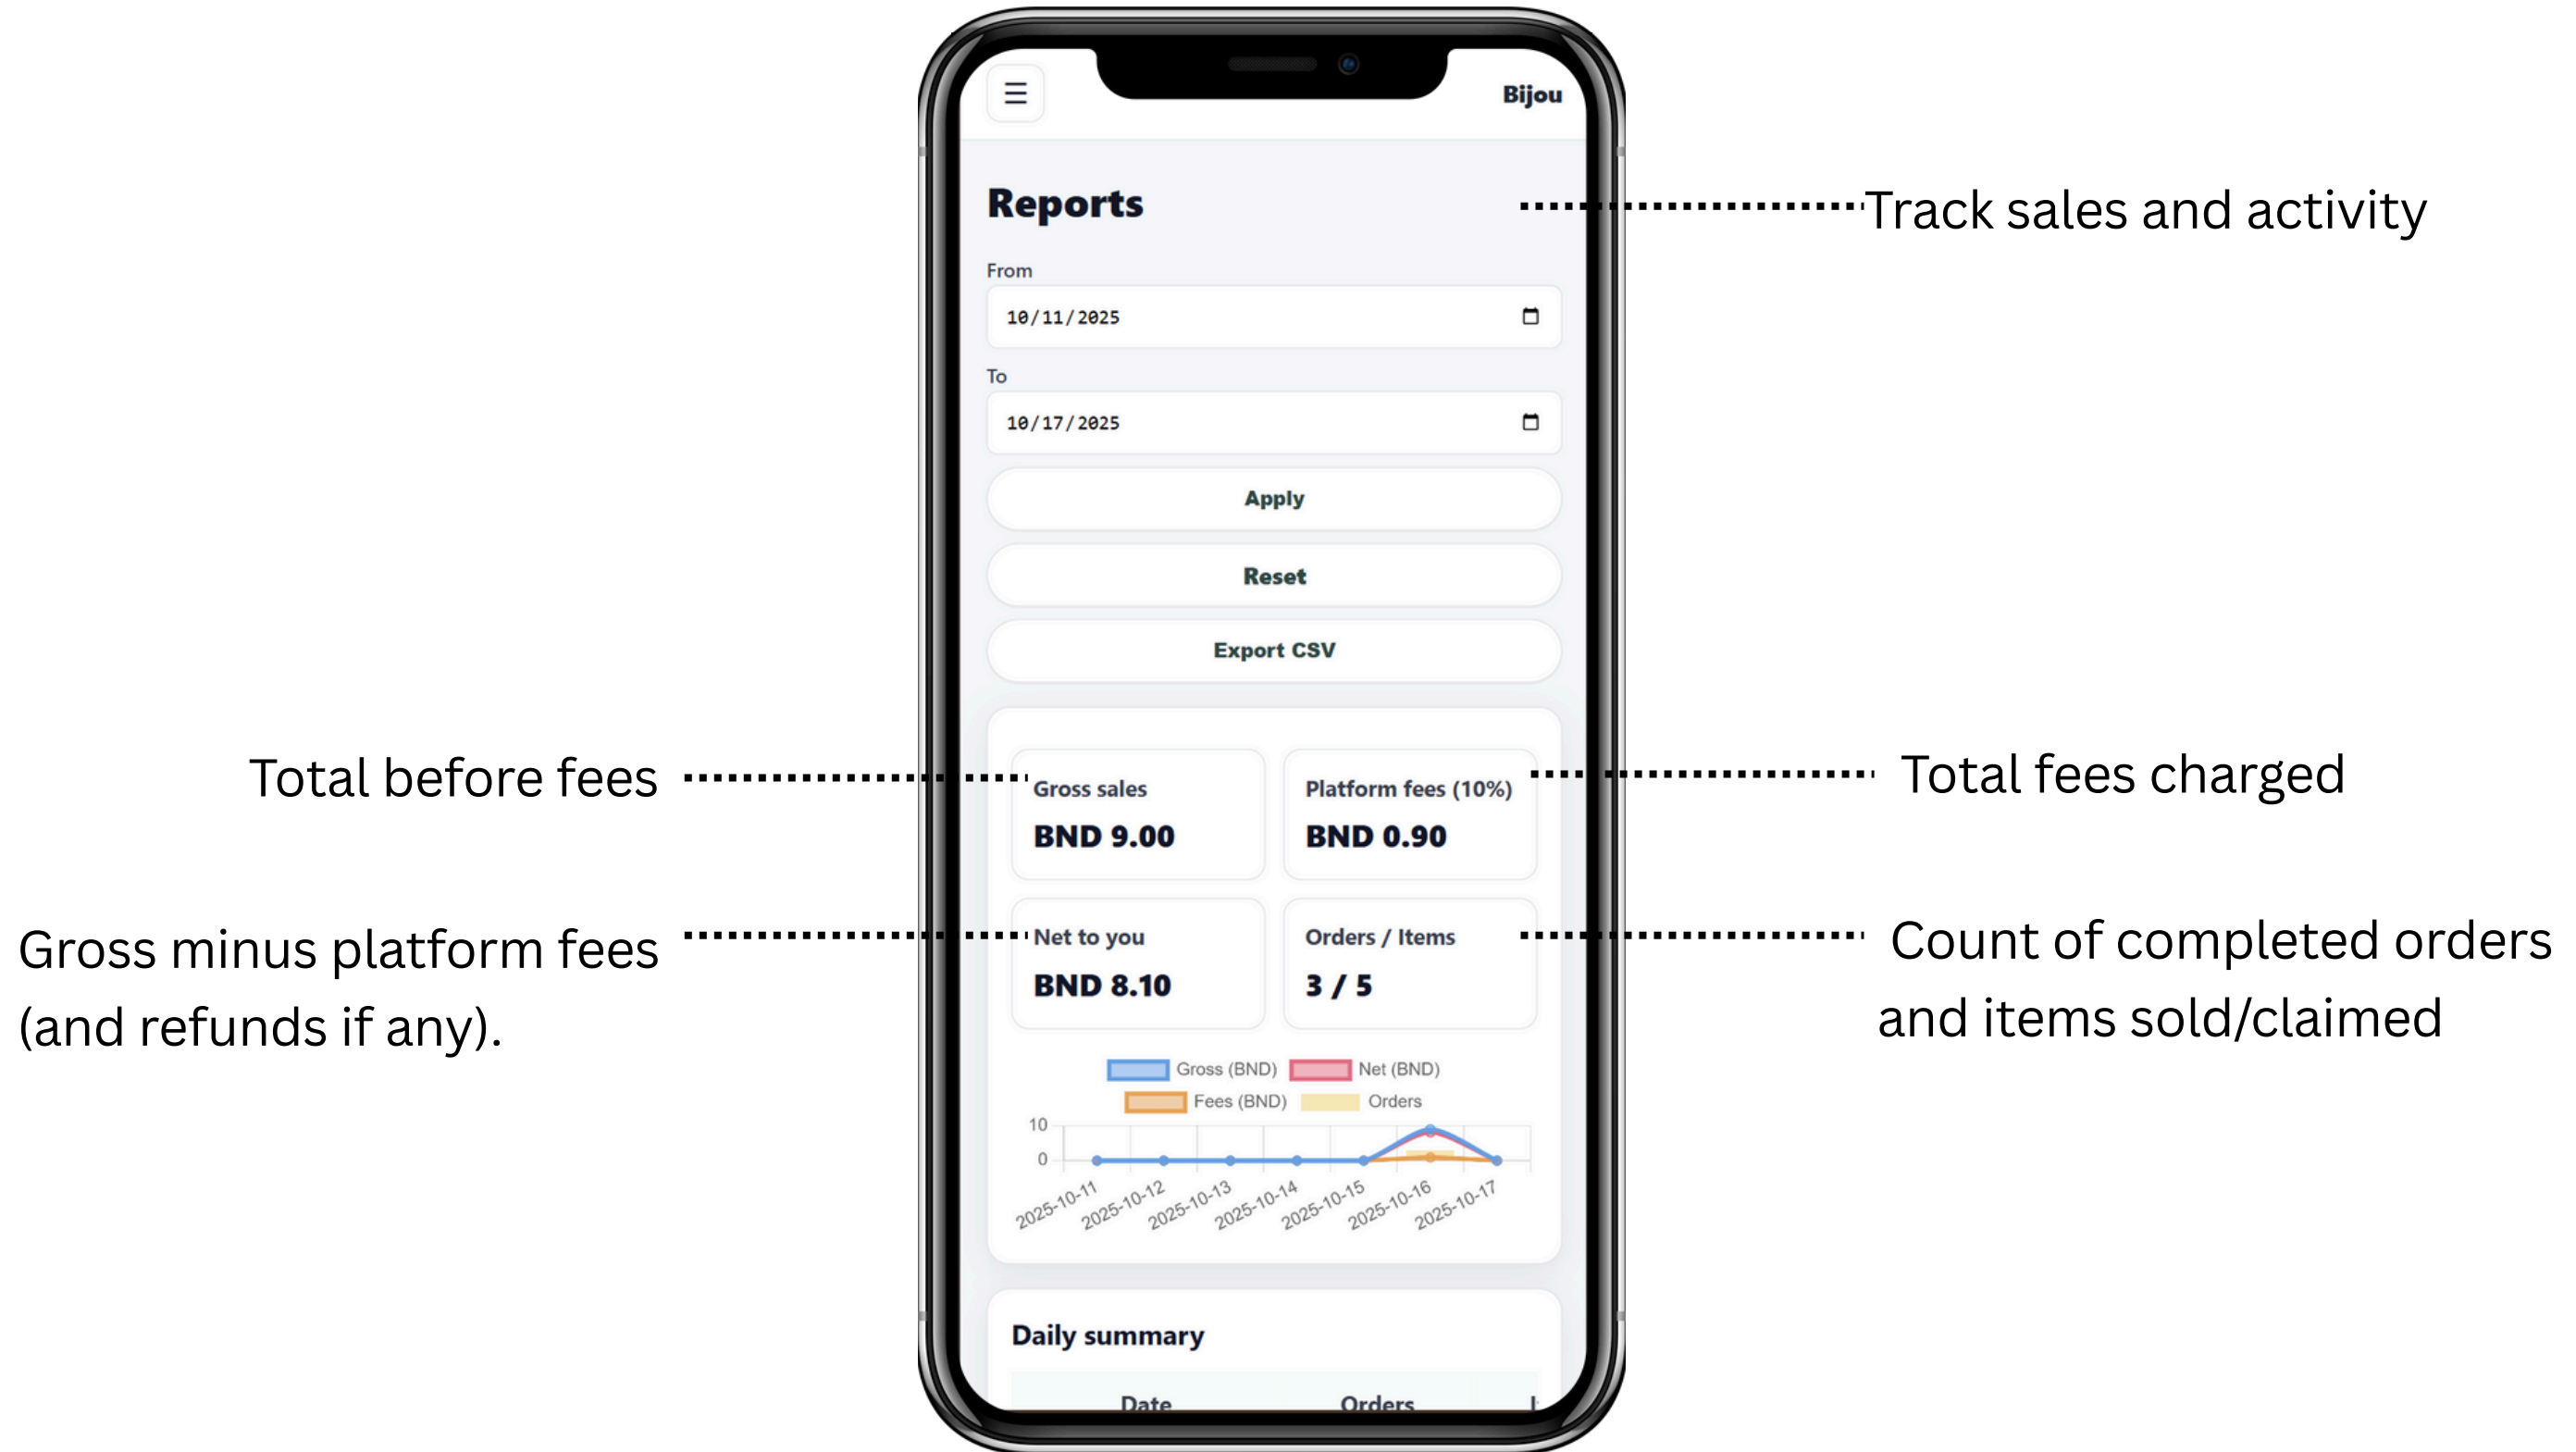 ☰
Bijou
Reports
Track sales and activity
From
10/11/2025
To
10/17/2025
Apply
Reset
Export CSV
Total before fees
Gross sales
BND 9.00
Platform fees (10%)
BND 0.90
Total fees charged
Gross minus platform fees
(and refunds if any).
Net to you
BND 8.10
Orders / Items
3 / 5
Count of completed orders
and items sold/claimed
Gross (BND) Net (BND)
Fees (BND) Orders
10
0
2025-10-11
2025-10-12
2025-10-13
2025-10-14
2025-10-15
2025-10-16
2025-10-17
Daily summary
Date Orders